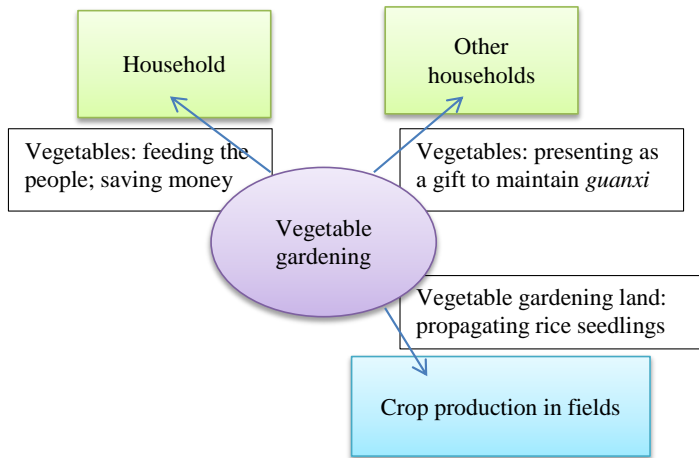 Household
Other
households
Vegetables: feeding the
people; saving money
Vegetables: presenting as
a gift to maintain guanxi
Vegetable
gardening
Vegetable gardening land:
propagating rice seedlings
Crop production in fields